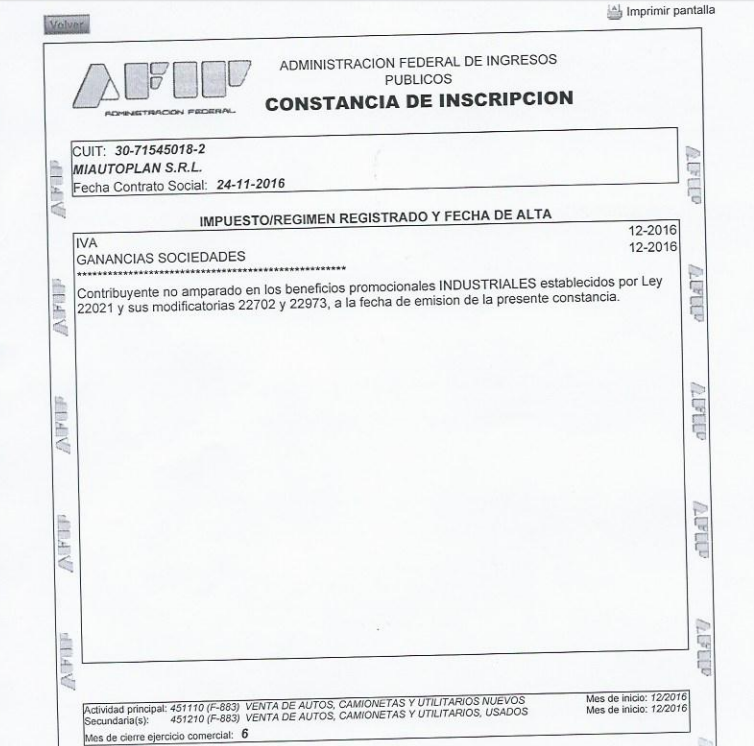 Volver
Imprimir pantalla
AFIP
ADMINISTRACION FEDERAL
ADMINISTRACION FEDERAL DE INGRESOS
PUBLICOS
CONSTANCIA DE INSCRIPCION
CUIT: 30-71545018-2
MIAUTOPLAN S.R.L.
Fecha Contrato Social: 24-11-2016
IMPUESTO/REGIMEN REGISTRADO Y FECHA DE ALTA
IVA 12-2016
GANANCIAS SOCIEDADES 12-2016
****************************************************
Contribuyente no amparado en los beneficios promocionales INDUSTRIALES establecidos por Ley
22021 y sus modificatorias 22702 y 22973, a la fecha de emision de la presente constancia.
AFIP
AFIP
AFIP
AFIP
AFIP
AFIP
AFIP
AFIP
AFIP
AFIP
Actividad principal: 451110 (F-883) VENTA DE AUTOS, CAMIONETAS Y UTILITARIOS NUEVOS Mes de inicio: 12/2016
Secundaria(s): 451210 (F-883) VENTA DE AUTOS, CAMIONETAS Y UTILITARIOS, USADOS Mes de inicio: 12/2016
Mes de cierre ejercicio comercial: 6